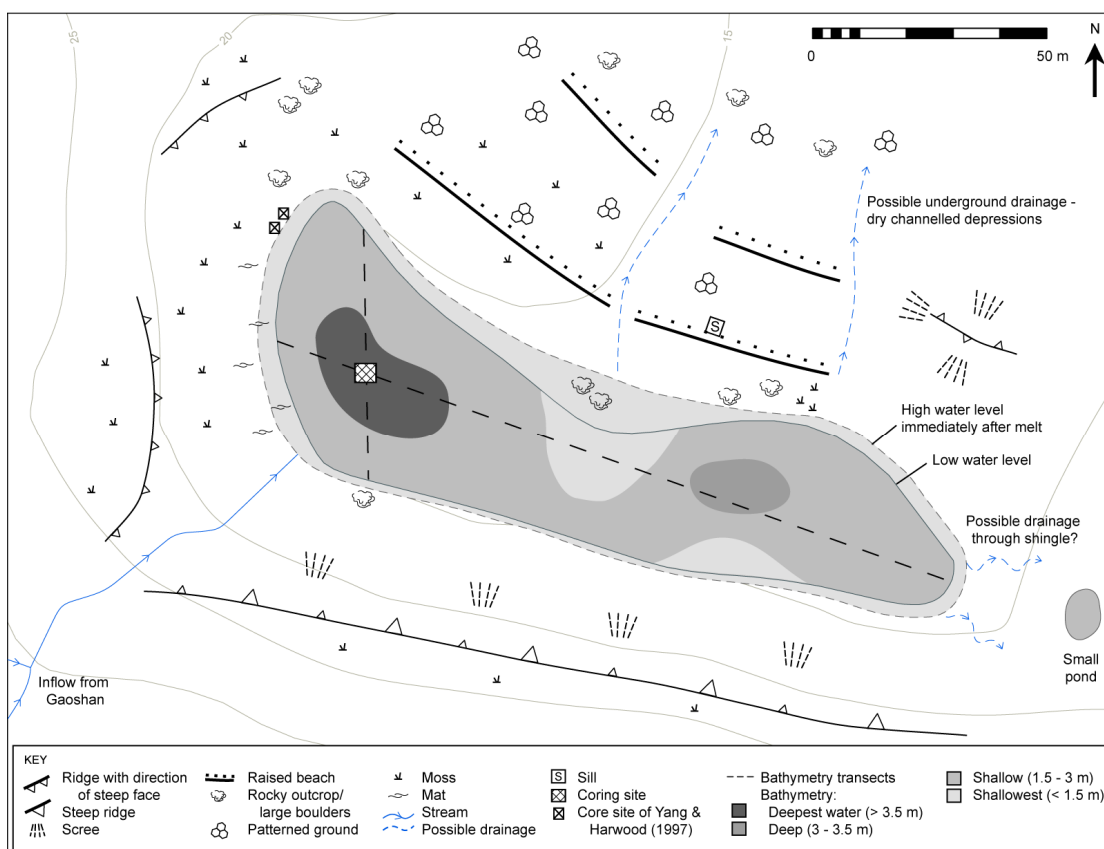 25
20
15
N
0
50 m
Possible underground drainage -
dry channelled depressions
S
High water level
immediately after melt
Low water level
Possible drainage
through shingle?
Small
pond
Inflow from
Gaoshan
KEY
Ridge with direction
of steep face
Steep ridge
Scree
Raised beach
Rocky outcrop/
large boulders
Patterned ground
Moss
Mat
Stream
Possible drainage
S
Sill
Coring site
Core site of Yang &
Harwood (1997)
Bathymetry transects
Bathymetry:
Deepest water (> 3.5 m)
Deep (3 - 3.5 m)
Shallow (1.5 - 3 m)
Shallowest (< 1.5 m)